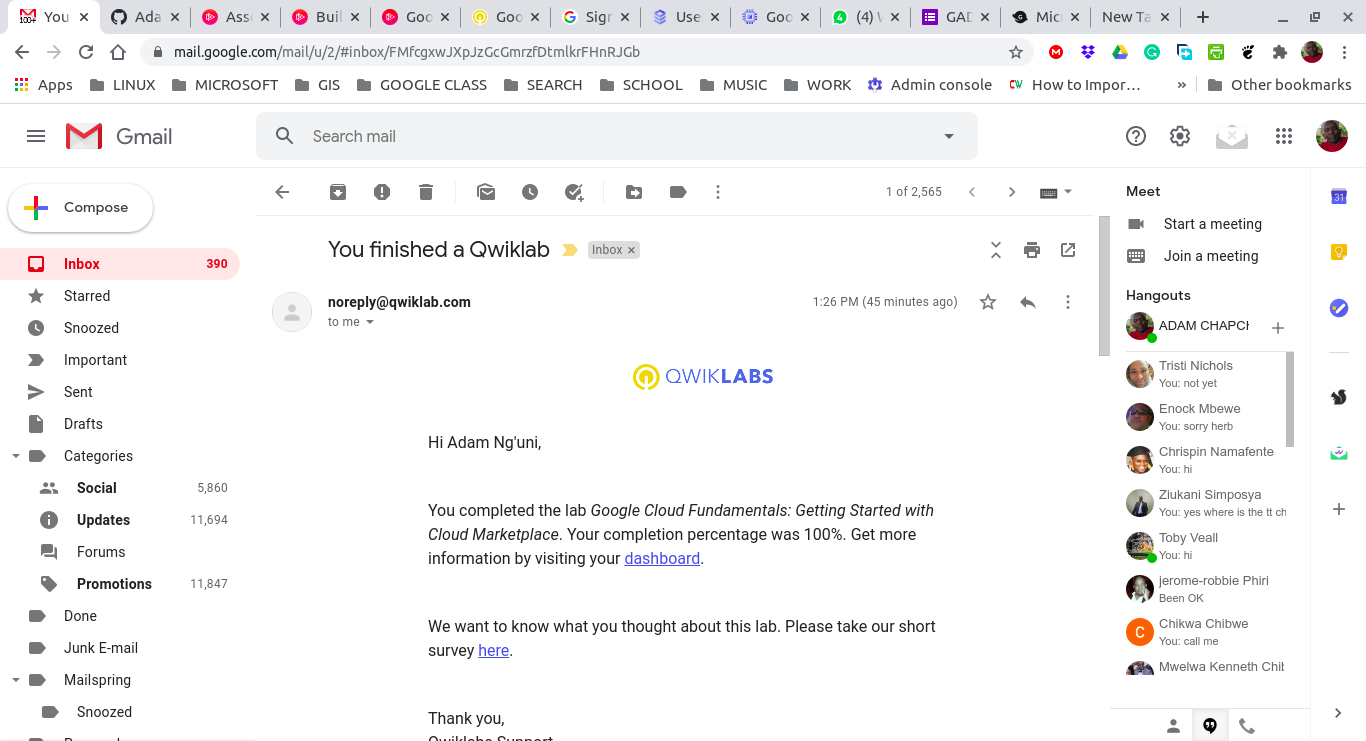 100+ You
Ada
Asse
Buil
Goo
Goo
Sign
Use
Goo
(4) W
GAD
Micr
New Ta
mail.google.com/mail/u/2/#inbox/FMfcgxwJXpJzGcGmrzfDtmlkrFHnRJGb
Apps LINUX MICROSOFT GIS GOOGLE CLASS SEARCH SCHOOL MUSIC WORK Admin console How to Impor… » Other bookmarks
Gmail
Search mail
Compose
Inbox 390
Starred
Snoozed
Important
Sent
Drafts
Categories
Social 5,860
Updates 11,694
Forums
Promotions 11,847
Done
Junk E-mail
Mailspring
Snoozed
1 of 2,565
You finished a Qwiklab
Inbox ×
noreply@qwiklab.com
1:26 PM (45 minutes ago)
to me
QWIKLABS
Hi Adam Ng'uni,
You completed the lab Google Cloud Fundamentals: Getting Started with
Cloud Marketplace. Your completion percentage was 100%. Get more
information by visiting your dashboard.
We want to know what you thought about this lab. Please take our short
survey here.
Thank you,
Qwiklabs Support
Meet
Start a meeting
Join a meeting
Hangouts
ADAM CHAPCH
Tristi Nichols
You: not yet
Enock Mbewe
You: sorry herb
Chrispin Namafente
You: hi
Ziukani Simposya
You: yes where is the tt ch
Toby Veall
You: hi
jerome-robbie Phiri
Been OK
C
Chikwa Chibwe
You: call me
Mwelwa Kenneth Chib
31